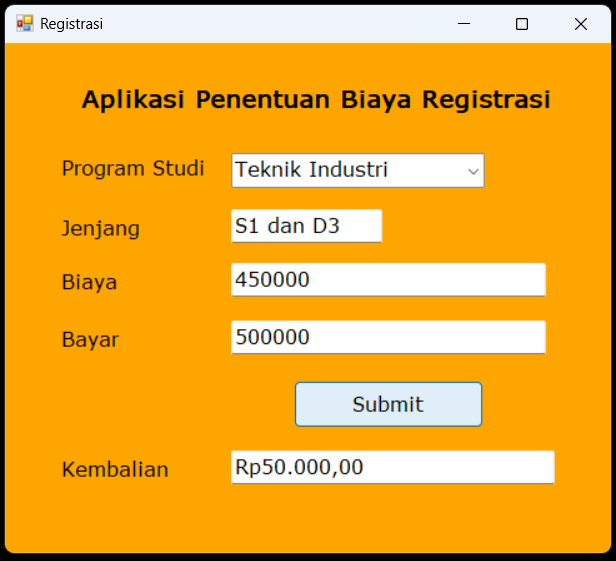 Registrasi
Aplikasi Penentuan Biaya Registrasi
Program Studi Teknik Industri
Jenjang S1 dan D3
Biaya 450000
Bayar 500000
Submit
Kembalian Rp50.000,00